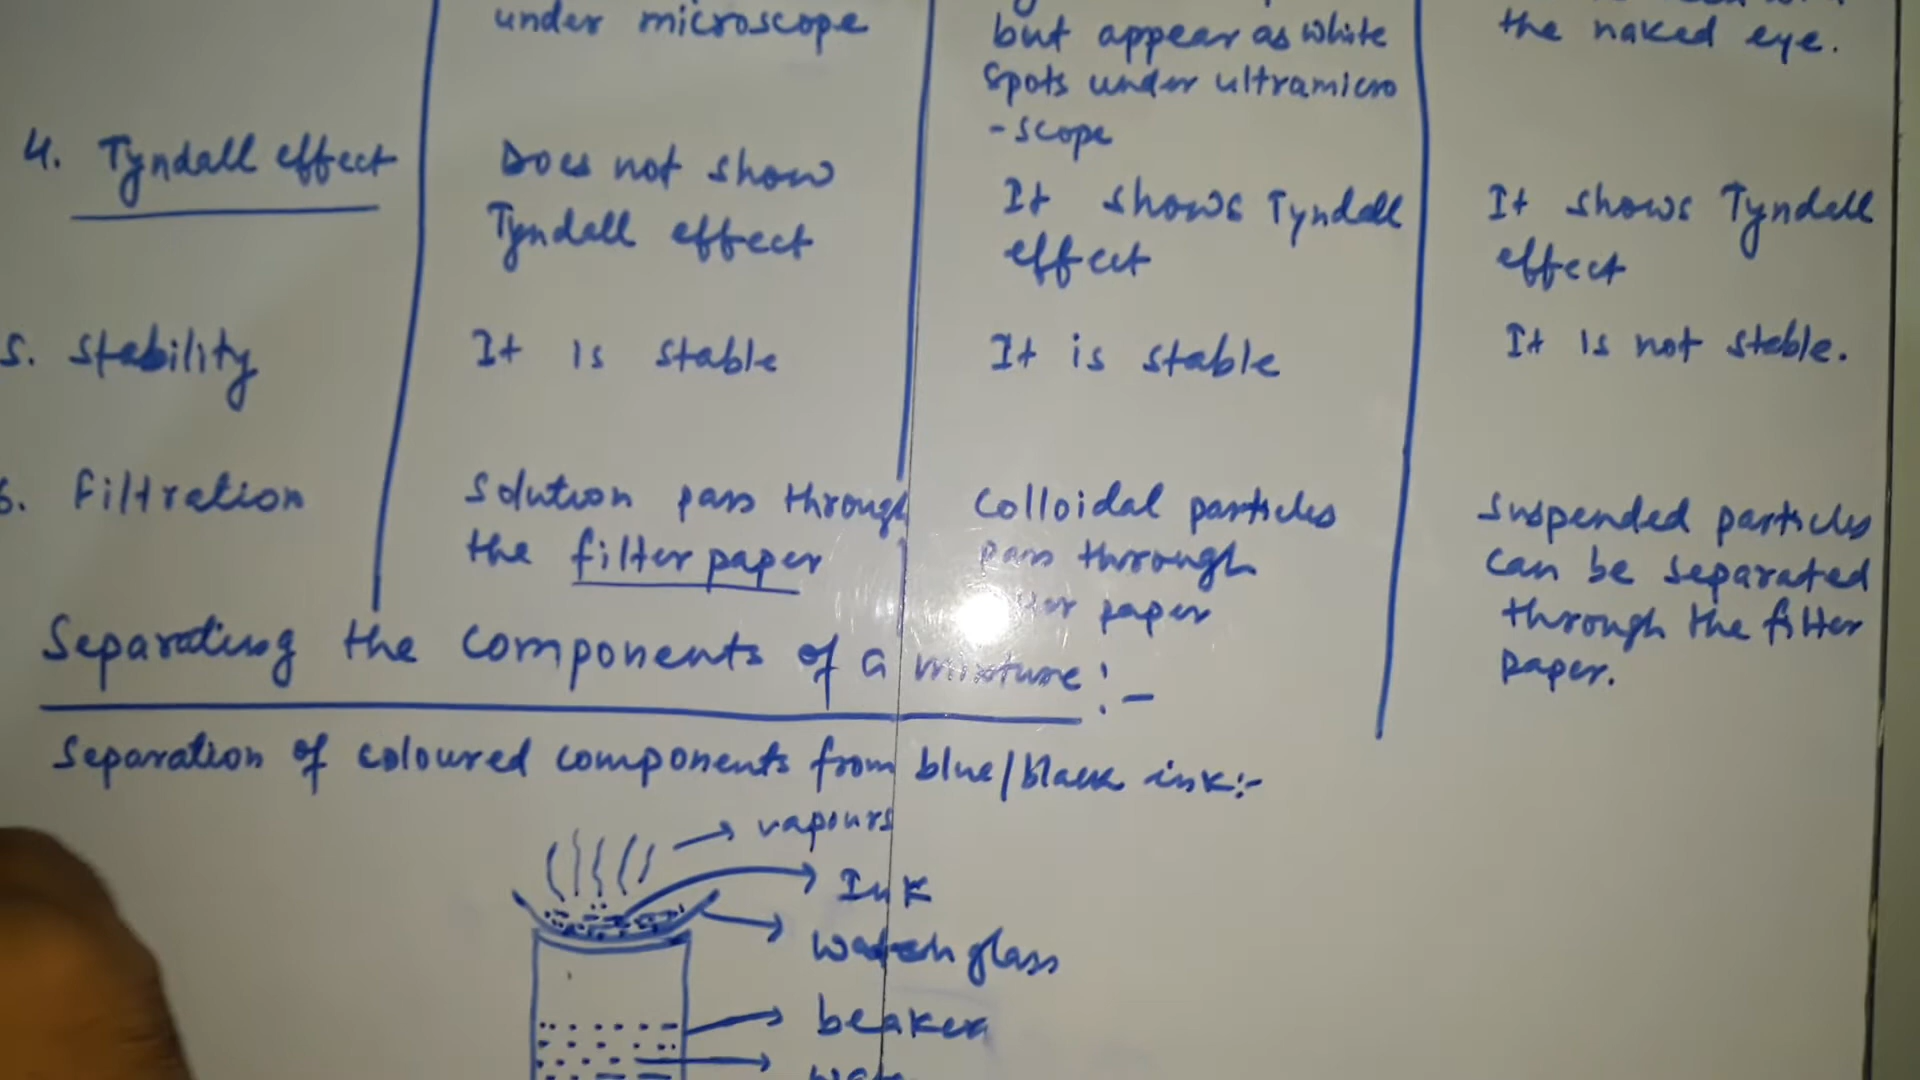 under microscope
but appear as white
spots under ultramicro
-scope
the naked eye.
4. Tyndall effect
Does not show
Tyndall effect
It shows Tyndall
effect
It shows Tyndall
effect
5. Stability
It is stable
It is stable
It is not stable.
6. Filtration
Solution pass through
the filter paper
Colloidal particles
pass through
paper
Suspended particles
can be separated
through the filter
paper.
Separating the components of a mixture:-
Separation of coloured components from blue/black ink:-
vapours
Ink
watch glass
beaker